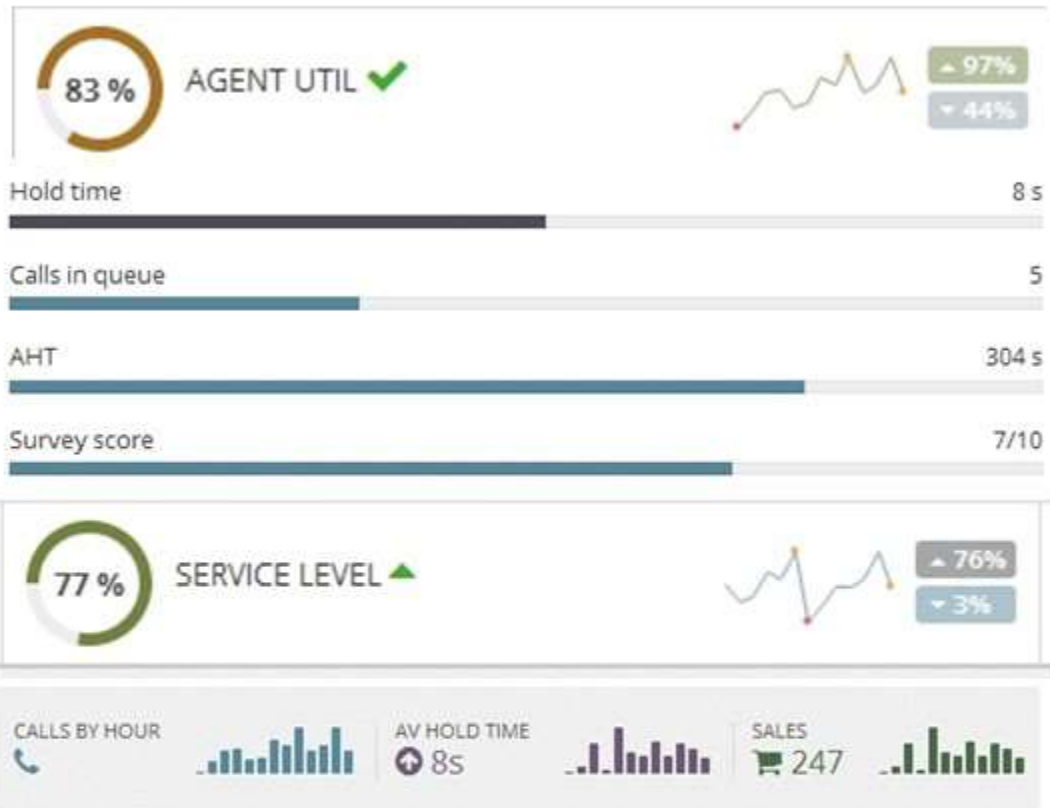 83 %
AGENT UTIL
97%
44%
Hold time 8 s
Calls in queue 5
AHT 304 s
Survey score 7/10
77 %
SERVICE LEVEL
76%
3%
CALLS BY HOUR
AV HOLD TIME
8s
SALES
247